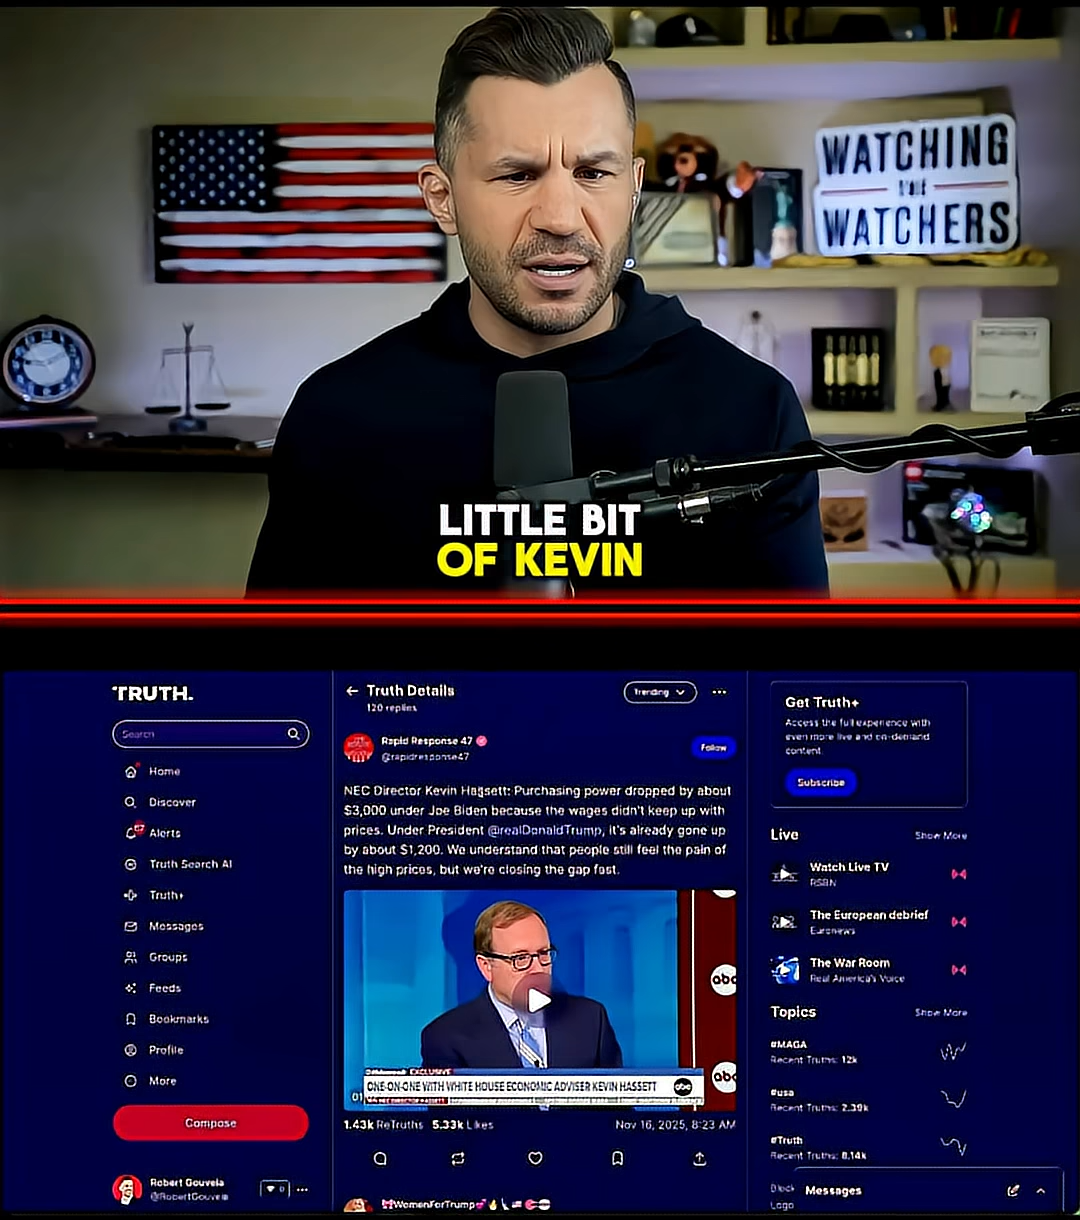 WATCHING
THE
WATCHERS
LITTLE BIT
OF KEVIN
TRUTH.
Search
Home
Discover
Alerts
Truth Search AI
Truth+
Messages
Groups
Feeds
Bookmarks
Profile
More
Compose
Robert Gouveia
@RobertGouveia
Truth Details
120 replies
Trending
Rapid Response 47
@rapidresponse47
Follow
NEC Director Kevin Hassett: Purchasing power dropped by about
$3,000 under Joe Biden because the wages didn't keep up with
prices. Under President @realDonaldTrump, it's already gone up
by about $1,200. We understand that people still feel the pain of
the high prices, but we're closing the gap fast.
abc
abc
EXCLUSIVE
ONE-ON-ONE WITH WHITE HOUSE ECONOMIC ADVISER KEVIN HASSETT
abc
1.43k ReTruths 5.33k Likes
Nov 16, 2025, 8:23 AM
WomenForTrump
Get Truth+
Access the full experience with
even more live and on-demand
content.
Subscribe
Live
Show More
Watch Live TV
RSBN
The European debrief
Euronews
The War Room
Real America's Voice
Topics
Show More
#MAGA
Recent Truths: 12k
#usa
Recent Truths: 2.39k
#Truth
Recent Truths: 8.14k
Messages